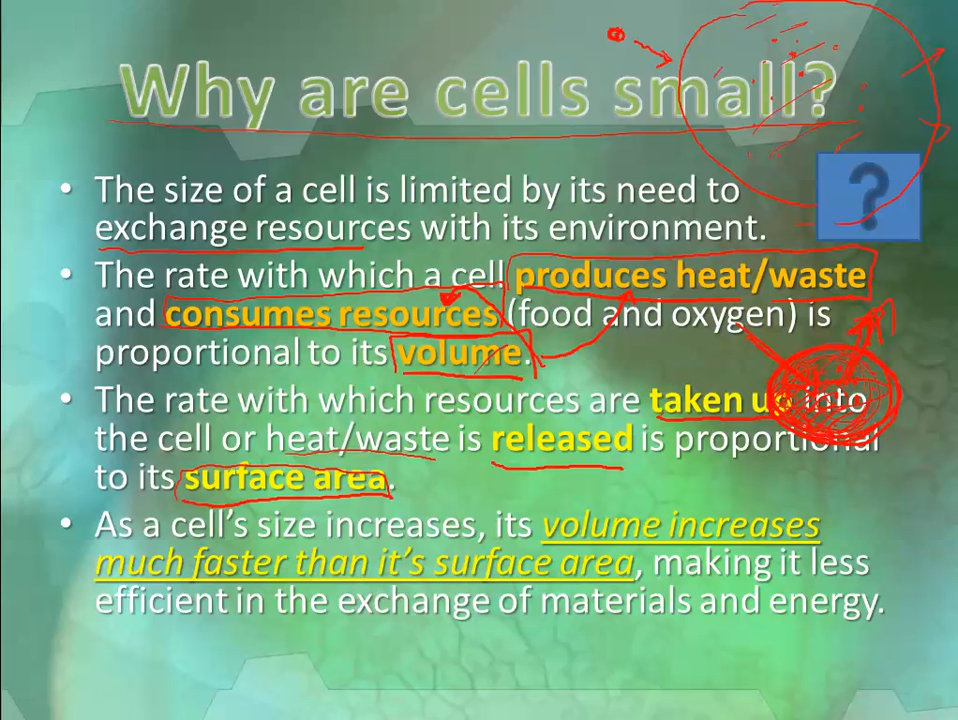 Why are cells small?
?
• The size of a cell is limited by its need to
exchange resources with its environment.
• The rate with which a cell produces heat/waste
and consumes resources (food and oxygen) is
proportional to its volume.
• The rate with which resources are taken up into
the cell or heat/waste is released is proportional
to its surface area.
• As a cell's size increases, its volume increases
much faster than it's surface area, making it less
efficient in the exchange of materials and energy.